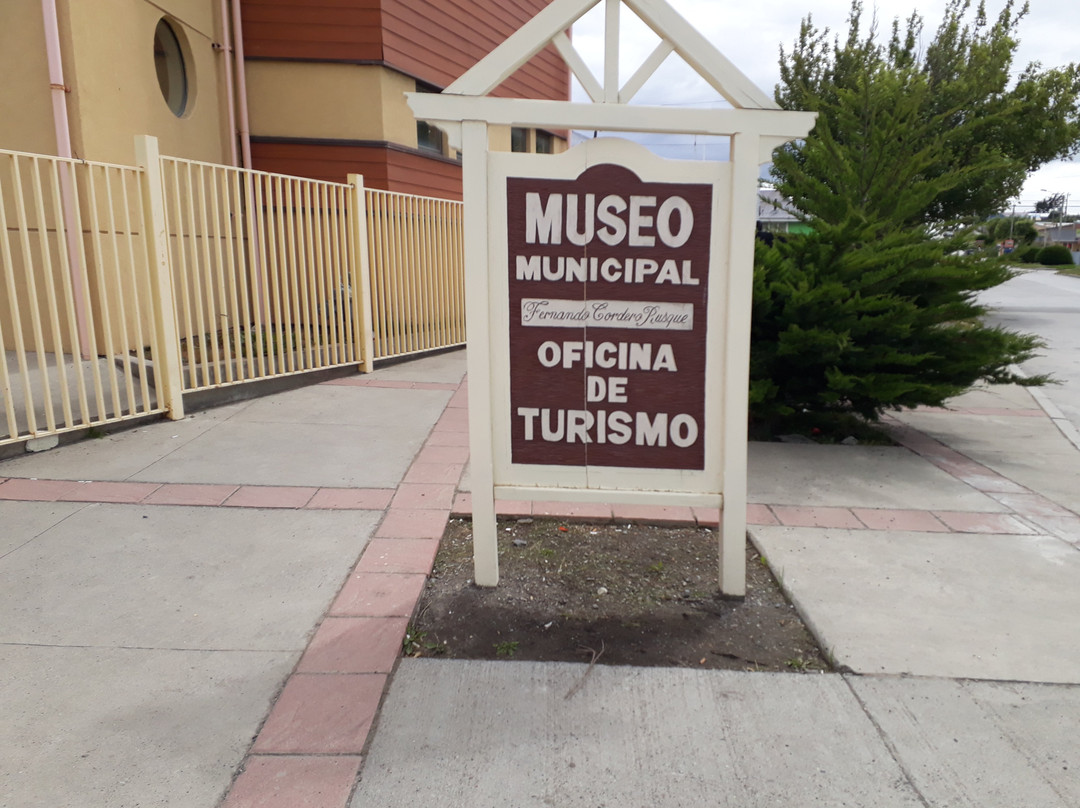 MUSEO
MUNICIPAL
Fernando Cordero Rusque
OFICINA
DE
TURISMO